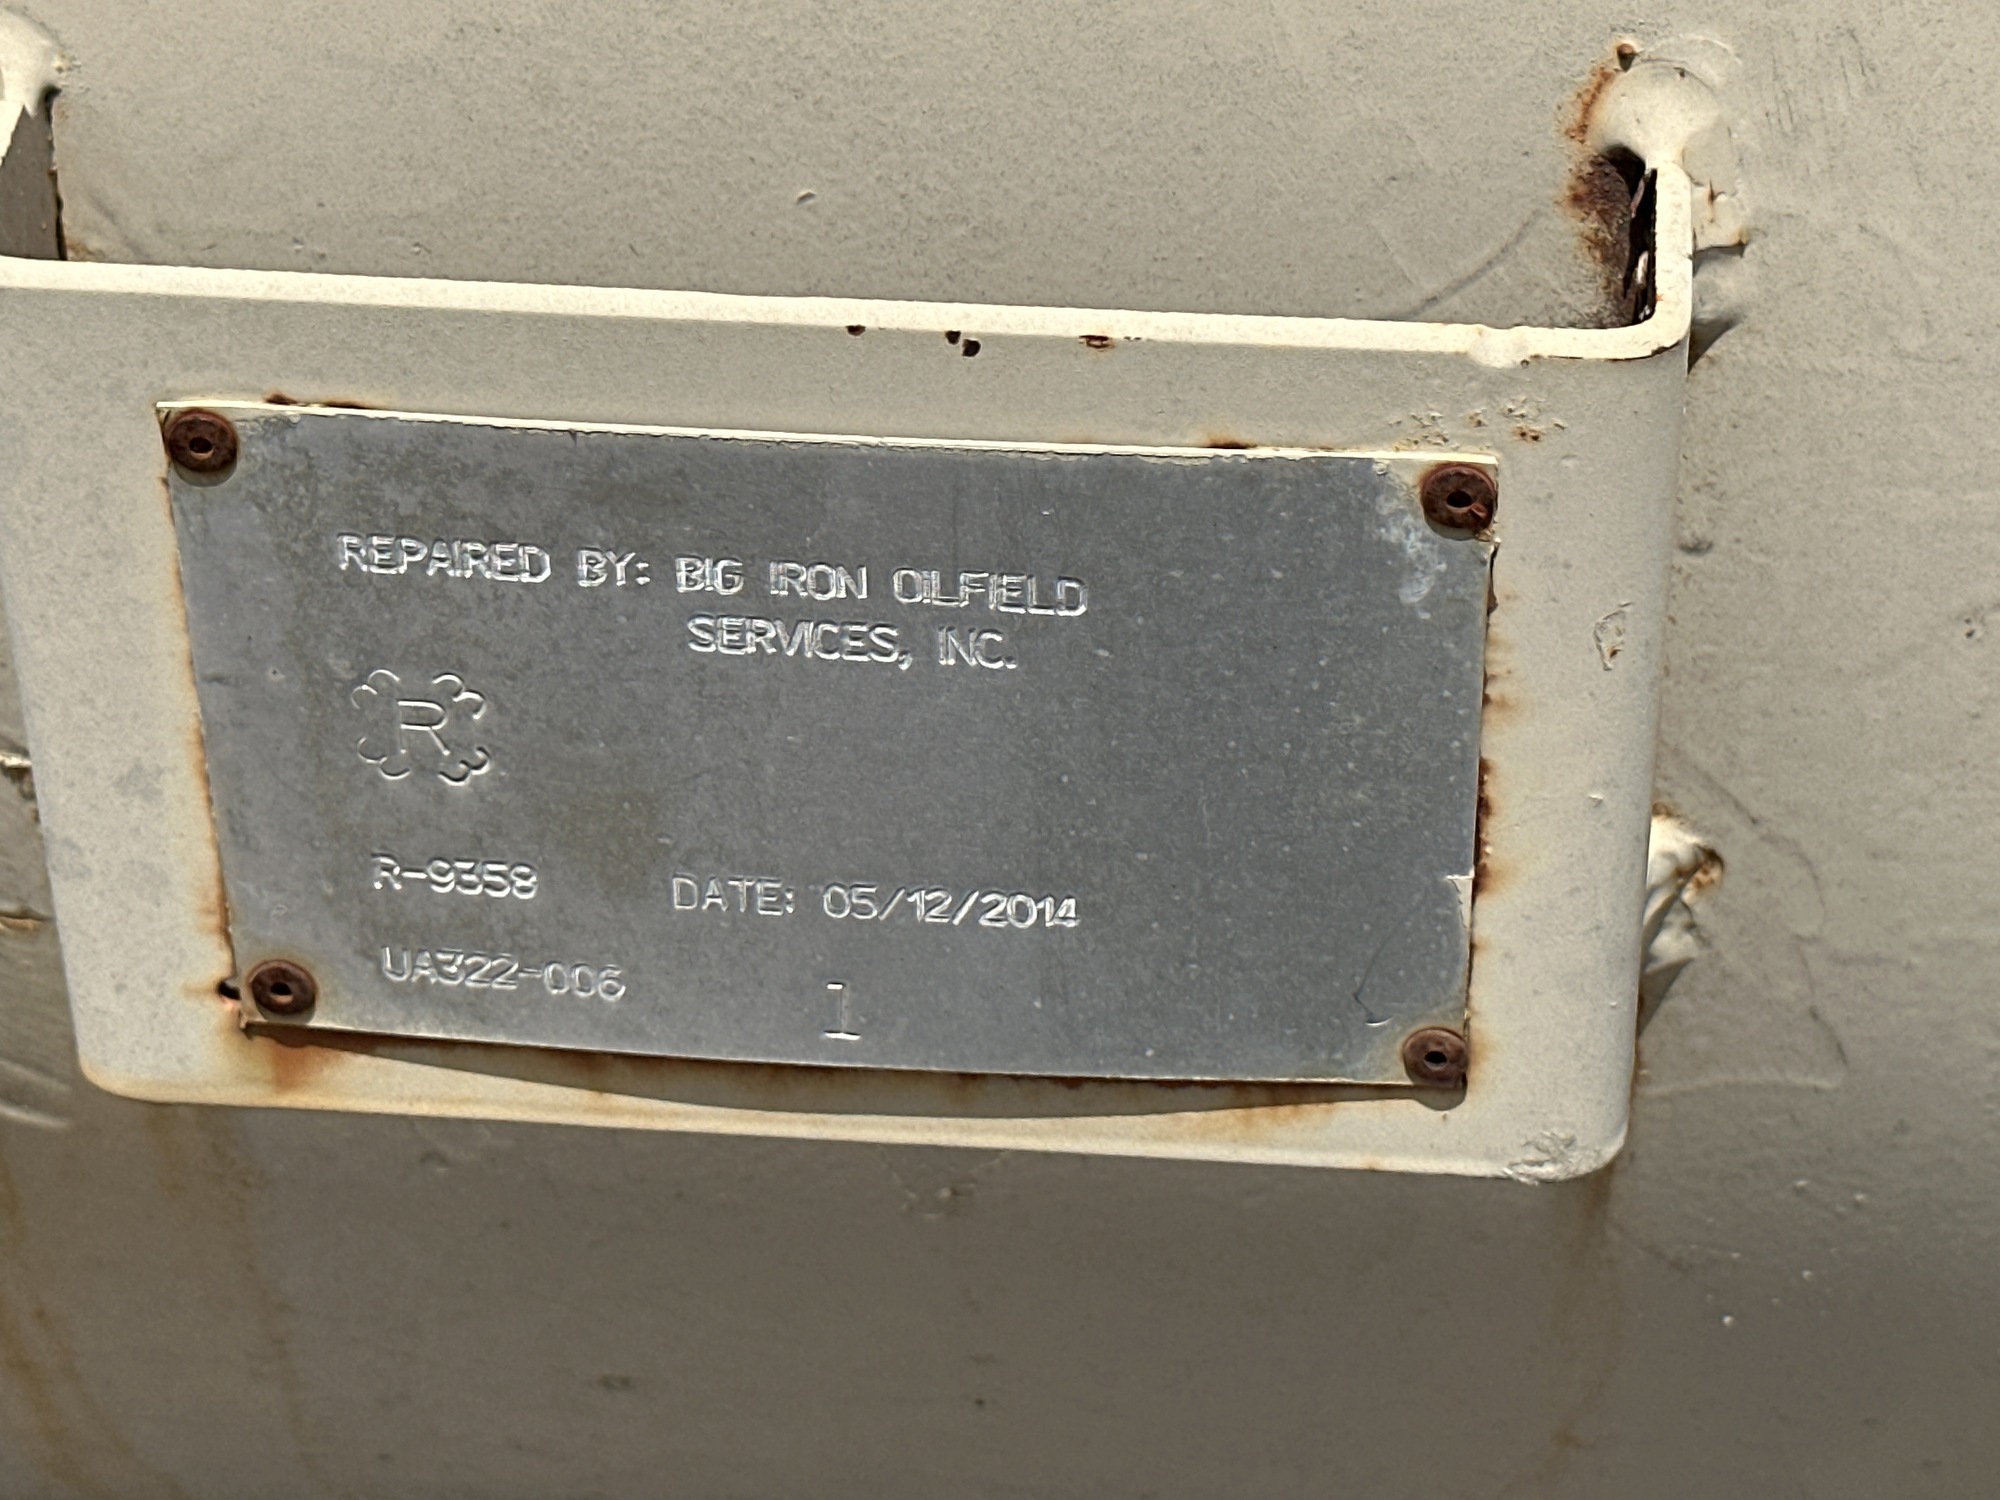 REPAIRED BY: BIG IRON OILFIELD
SERVICES, INC.
R
R-9358 DATE: 05/12/2014
UA322-006 1